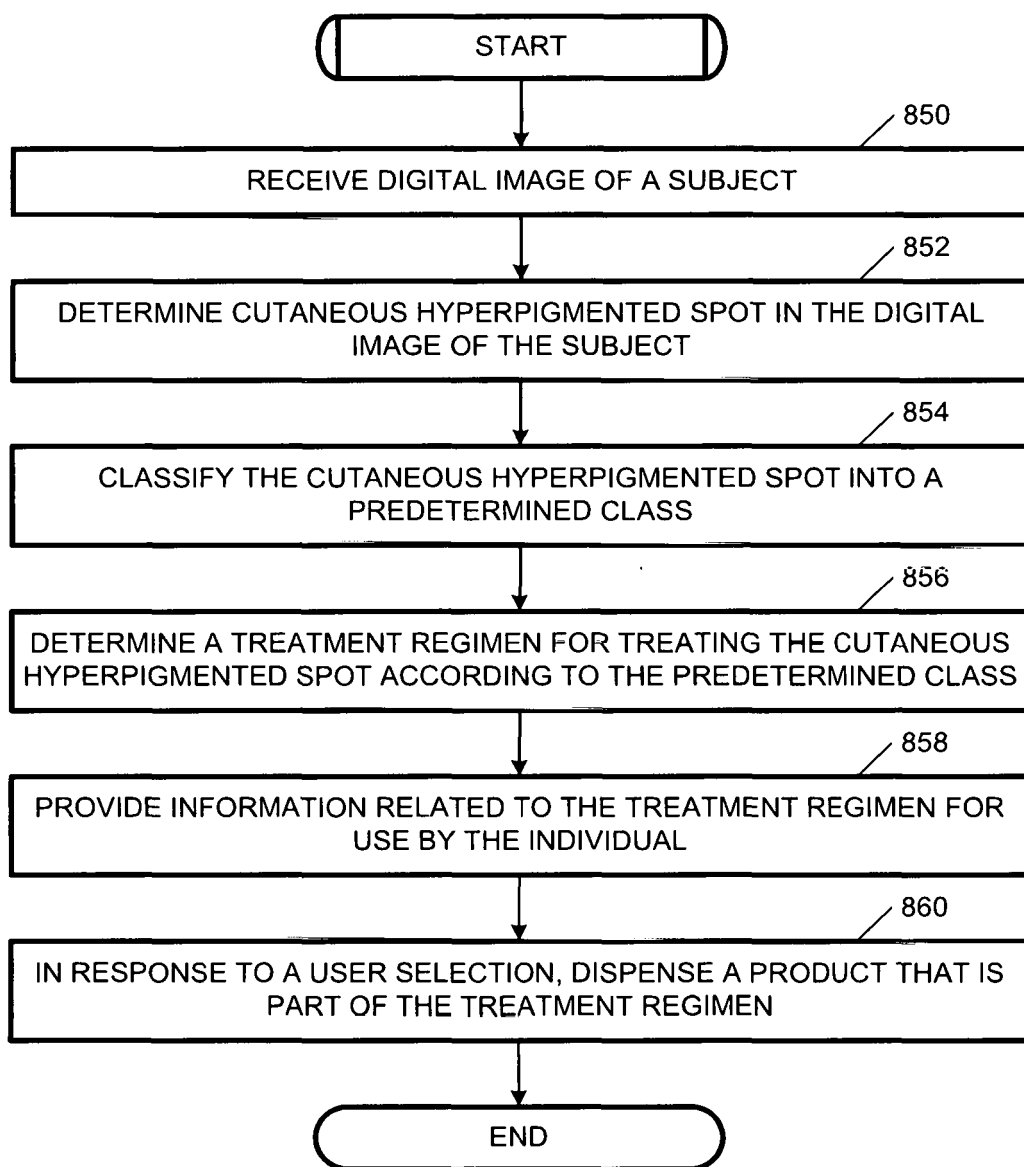 START
850
RECEIVE DIGITAL IMAGE OF A SUBJECT
852
DETERMINE CUTANEOUS HYPERPIGMENTED SPOT IN THE DIGITAL
IMAGE OF THE SUBJECT
854
CLASSIFY THE CUTANEOUS HYPERPIGMENTED SPOT INTO A
PREDETERMINED CLASS
856
DETERMINE A TREATMENT REGIMEN FOR TREATING THE CUTANEOUS
HYPERPIGMENTED SPOT ACCORDING TO THE PREDETERMINED CLASS
858
PROVIDE INFORMATION RELATED TO THE TREATMENT REGIMEN FOR
USE BY THE INDIVIDUAL
860
IN RESPONSE TO A USER SELECTION, DISPENSE A PRODUCT THAT IS
PART OF THE TREATMENT REGIMEN
END